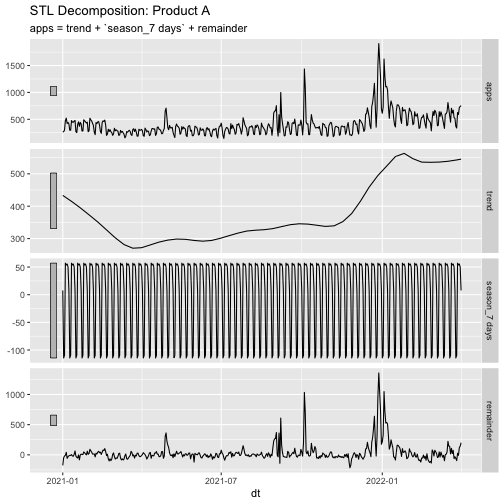 STL Decomposition: Product A
apps = trend + `season_7 days` + remainder
1500
1000
500
apps
500
400
300
trend
50
0
-50
-100
season_7 days
1000
500
0
remainder
2021-01
2021-07
2022-01
dt